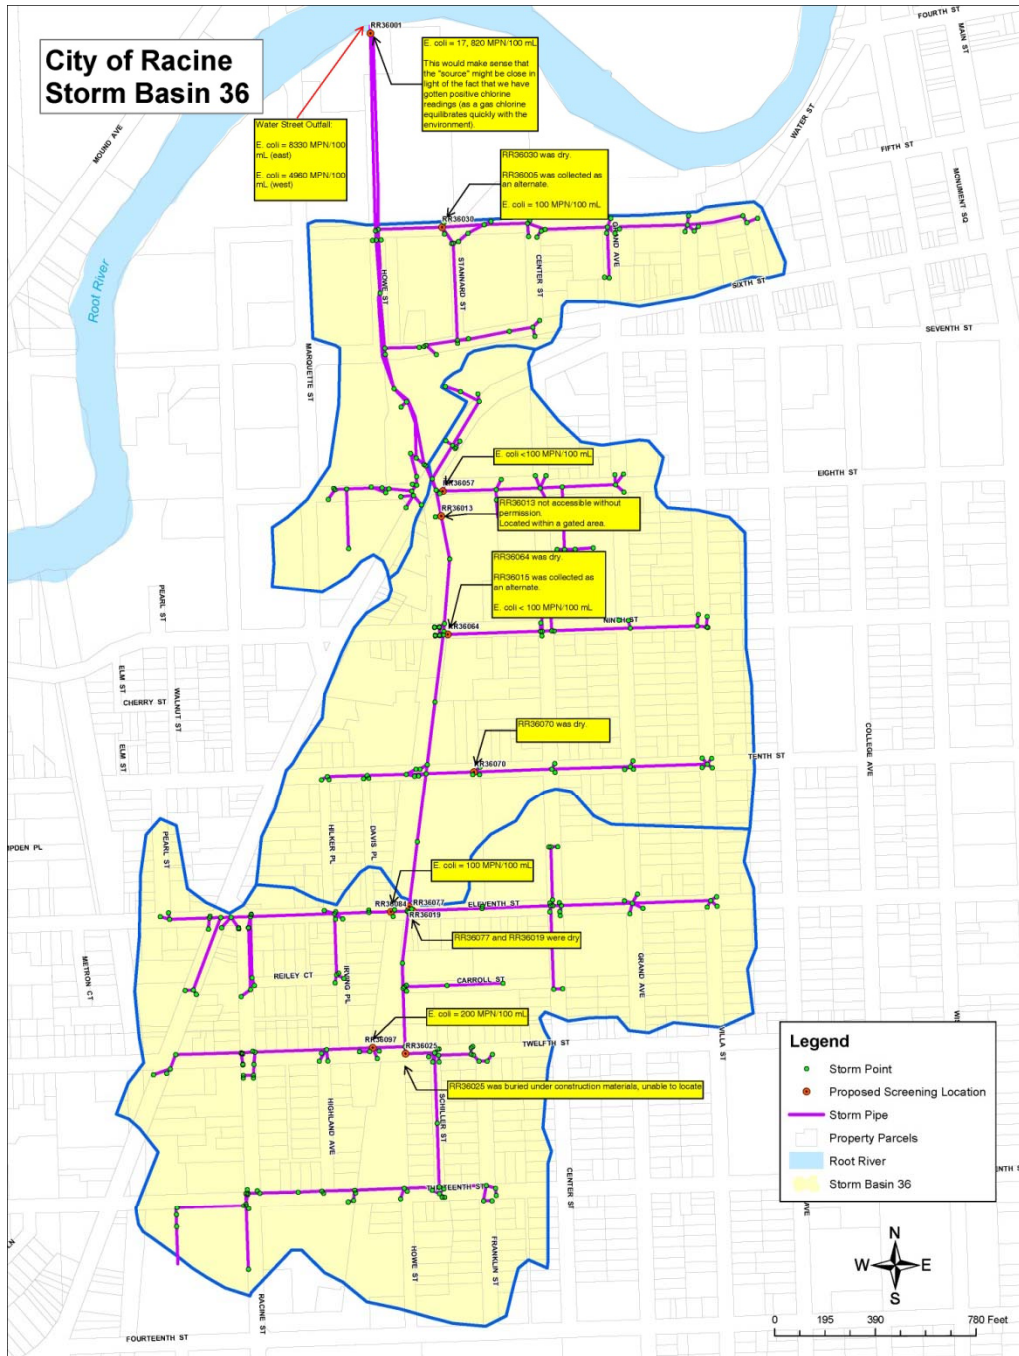 City of Racine
Storm Basin 36
RR36001
E. coli = 17, 820 MPN/100 mL
This would make sense that
the "source" might be close in
light of the fact that we have
gotten positive chlorine
readings (as a gas chlorine
equilibrates quickly with the
environment).
Water Street Outfall:
E. coli = 8330 MPN/100
mL (east)
E. coli = 4960 MPN/100
mL (west)
RR36030 was dry.
RR36005 was collected as
an alternate.
E. coli = 100 MPN/100 mL
FOURTH ST
MAIN ST
WATER ST
FIFTH ST
MONUMENT SQ
MOUND AVE
Root River
RR36030
HOWE ST
STANNARD ST
CENTER ST
GRAND AVE
SIXTH ST
SEVENTH ST
MARQUETTE ST
E. coli <100 MPN/100 mL
EIGHTH ST
RR36057
RR36013
RR36013 not accessible without
permission.
Located within a gated area.
RR36064 was dry.
RR36015 was collected as
an alternate.
E. coli < 100 MPN/100 mL
RR36064
NINTH ST
PEARL ST
ELM ST
CHERRY ST
WALNUT ST
ELM ST
RR36070 was dry.
RR36070
TENTH ST
COLLEGE AVE
MPDEN PL
PEARL ST
HILKER PL
DAVIS PL
E. coli = 100 MPN/100 mL
RR36084
RR36077
RR36019
ELEVENTH ST
RR36077 and RR36019 were dry
METRON CT
REILEY CT
IRVING PL
CARROLL ST
GRAND AVE
E. coli = 200 MPN/100 mL
RR36097
RR36025
TWELFTH ST
VILLA ST
RR36025 was buried under construction materials, unable to locate
HIGHLAND AVE
SCHILLER ST
CENTER ST
THIRTEENTH ST
HOWE ST
FRANKLIN ST
RACINE ST
FOURTEENTH ST
Legend
Storm Point
Proposed Screening Location
Storm Pipe
Property Parcels
Root River
Storm Basin 36
AVE
N
W E
S
0 195 390 780 Feet